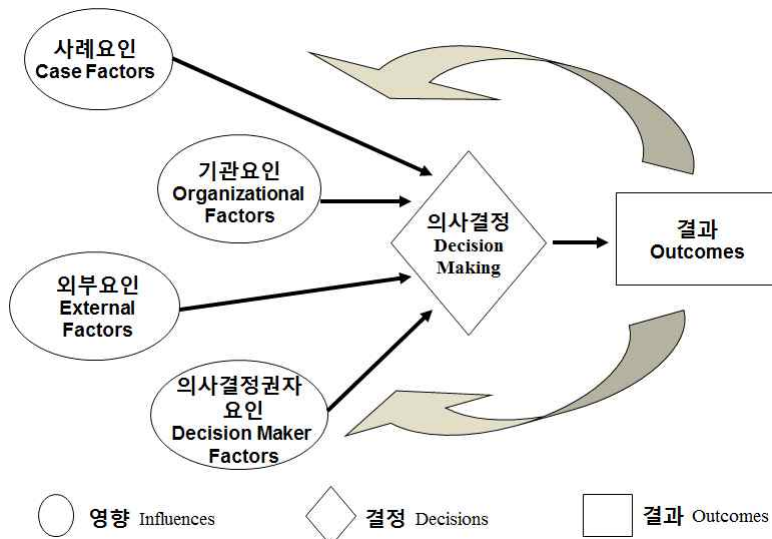 사례요인
Case Factors
기관요인
Organizational
Factors
의사결정
Decision
Making
결과
Outcomes
외부요인
External
Factors
의사결정권자
요인
Decision Maker
Factors
영향 Influences
결정 Decisions
결과 Outcomes